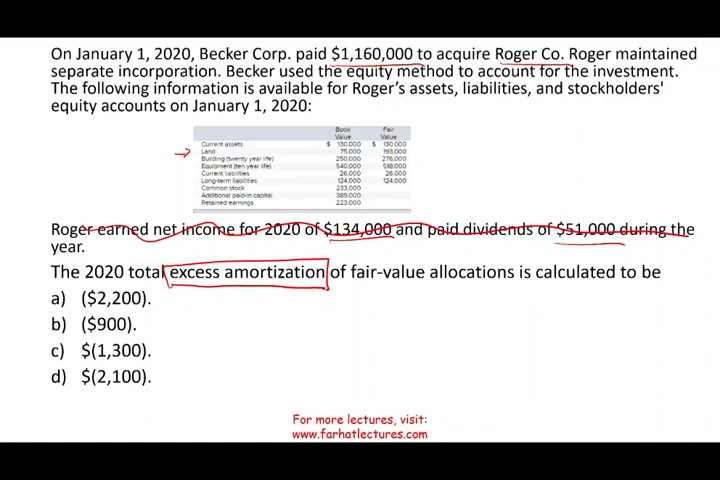 On January 1, 2020, Becker Corp. paid $1,160,000 to acquire Roger Co. Roger maintained
separate incorporation. Becker used the equity method to account for the investment.
The following information is available for Roger's assets, liabilities, and stockholders'
equity accounts on January 1, 2020:
Book Value Fair Value
Current assets $ 130,000 $ 130,000
Land 75,000 193,000
Building (twenty year life) 250,000 276,000
Equipment (ten year life) 540,000 518,000
Current liabilities 26,000 26,000
Long-term liabilities 124,000 124,000
Common stock 233,000
Additional paid-in capital 389,000
Retained earnings 223,000
Roger earned net income for 2020 of $134,000 and paid dividends of $51,000 during the
year.
The 2020 total excess amortization of fair-value allocations is calculated to be
a) ($2,200).
b) ($900).
c) $(1,300).
d) $(2,100).
For more lectures, visit:
www.farhatlectures.com